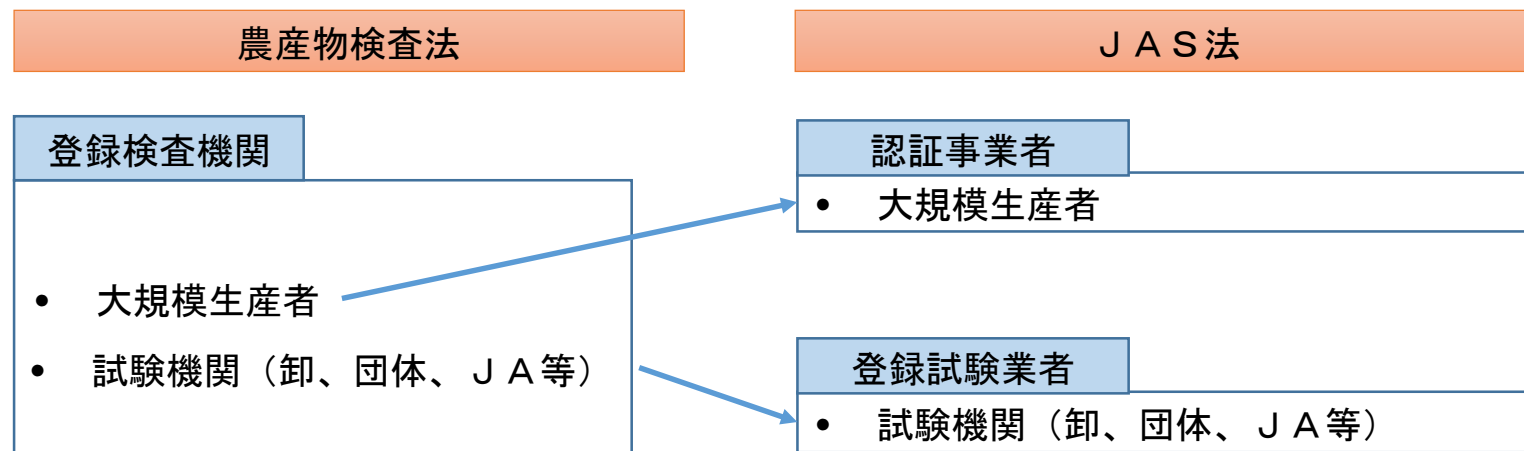 農産物検査法
登録検査機関
• 大規模生産者
• 試験機関（卸、団体、ＪＡ等）
ＪＡＳ法
認証事業者
• 大規模生産者
登録試験業者
• 試験機関（卸、団体、ＪＡ等）